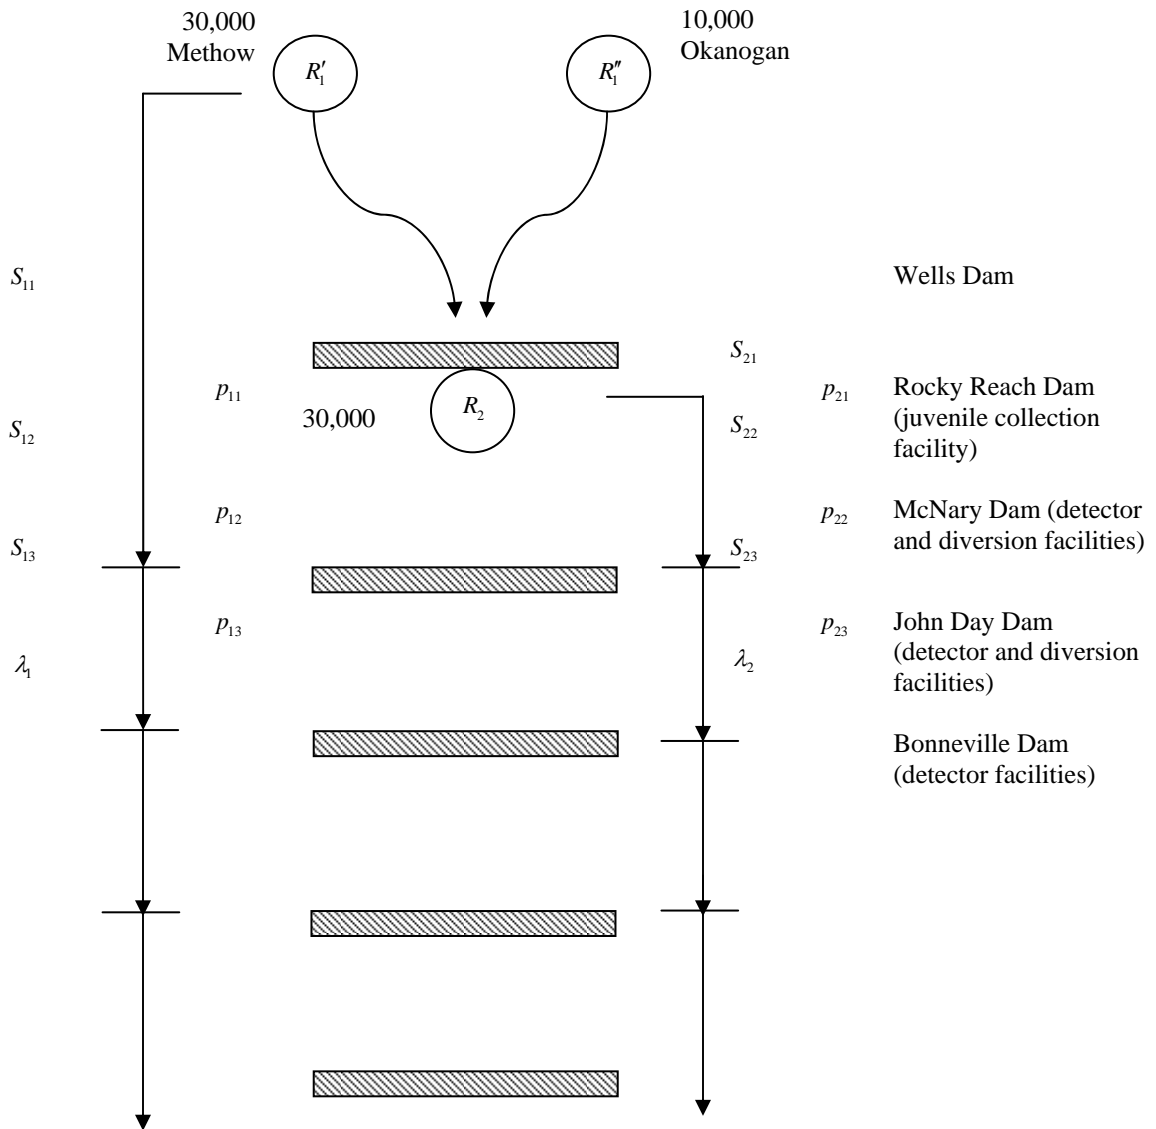 30,000
Methow
10,000
Okanogan
R′₁
R″₁
S₁₁
Wells Dam
S₂₁
p₁₁
p₂₁
Rocky Reach Dam
(juvenile collection
facility)
30,000
R₂
S₁₂
S₂₂
p₁₂
p₂₂
McNary Dam (detector
and diversion facilities)
S₁₃
S₂₃
p₁₃
p₂₃
John Day Dam
(detector and diversion
facilities)
λ₁
λ₂
Bonneville Dam
(detector facilities)